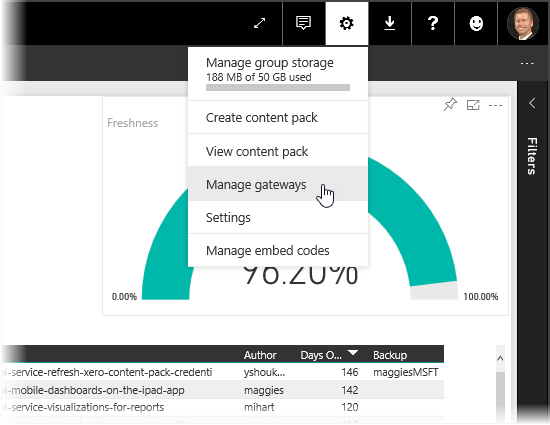 Manage group storage
188 MB of 50 GB used
Create content pack
View content pack
Manage gateways
Settings
Manage embed codes
Freshness
Filters
96.20%
0.00%
100.00%
Author Days O... Backup
-service-refresh-xero-content-pack-credenti yshouk... 146 maggiesMSFT
-mobile-dashboards-on-the-ipad-app maggies 142
-service-visualizations-for-reports mihart 120